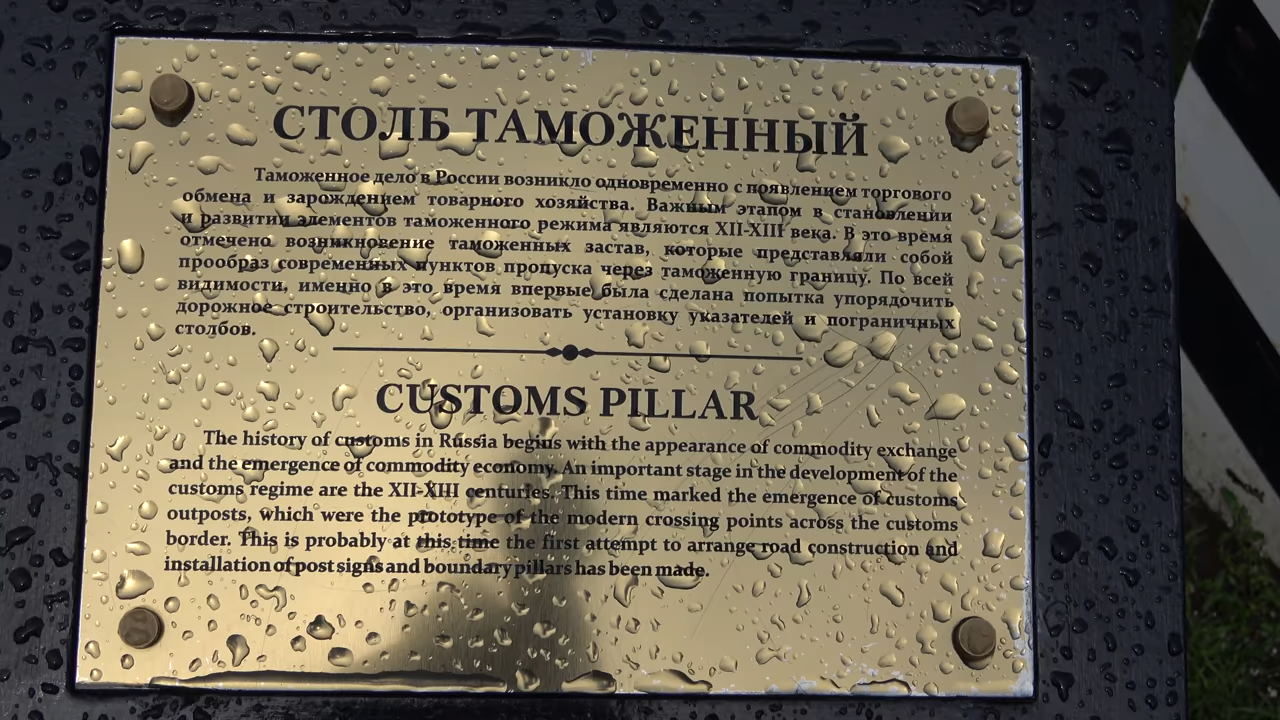 СТОЛБ ТАМОЖЕННЫЙ
Таможенное дело в России возникло одновременно с появлением торгового
обмена и зарождением товарного хозяйства. Важным этапом в становлении
и развитии элементов таможенного режима являются XII-XIII века. В это время
отмечено возникновение таможенных застав, которые представляли собой
прообраз современных пунктов пропуска через таможенную границу. По всей
видимости, именно в это время впервые была сделана попытка упорядочить
дорожное строительство, организовать установку указателей и пограничных
столбов.
CUSTOMS PILLAR
The history of customs in Russia begins with the appearance of commodity exchange
and the emergence of commodity economy. An important stage in the development of the
customs regime are the XII-XIII centuries. This time marked the emergence of customs
outposts, which were the prototype of the modern crossing points across the customs
border. This is probably at this time the first attempt to arrange road construction and
installation of post signs and boundary pillars has been made.